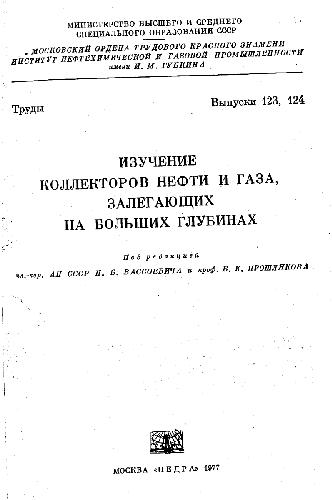 МИНИСТЕРСТВО ВЫСШЕГО И СРЕДНЕГО
СПЕЦИАЛЬНОГО ОБРАЗОВАНИЯ СССР
МОСКОВСКИЙ ОРДЕНА ТРУДОВОГО КРАСНОГО ЗНАМЕНИ
ИНСТИТУТ НЕФТЕХИМИЧЕСКОЙ И ГАЗОВОЙ ПРОМЫШЛЕННОСТИ
имени И. М. ГУБКИНА
Труды
Выпуски 123, 124
ИЗУЧЕНИЕ
КОЛЛЕКТОРОВ НЕФТИ И ГАЗА,
ЗАЛЕГАЮЩИХ
НА БОЛЬШИХ ГЛУБИНАХ
Под редакцией
чл.-кор. АН СССР Н. Б. ВАССОЕВИЧА и проф. Б. К. ПРОШЛЯКОВА
МОСКВА «НЕДРА» 1977